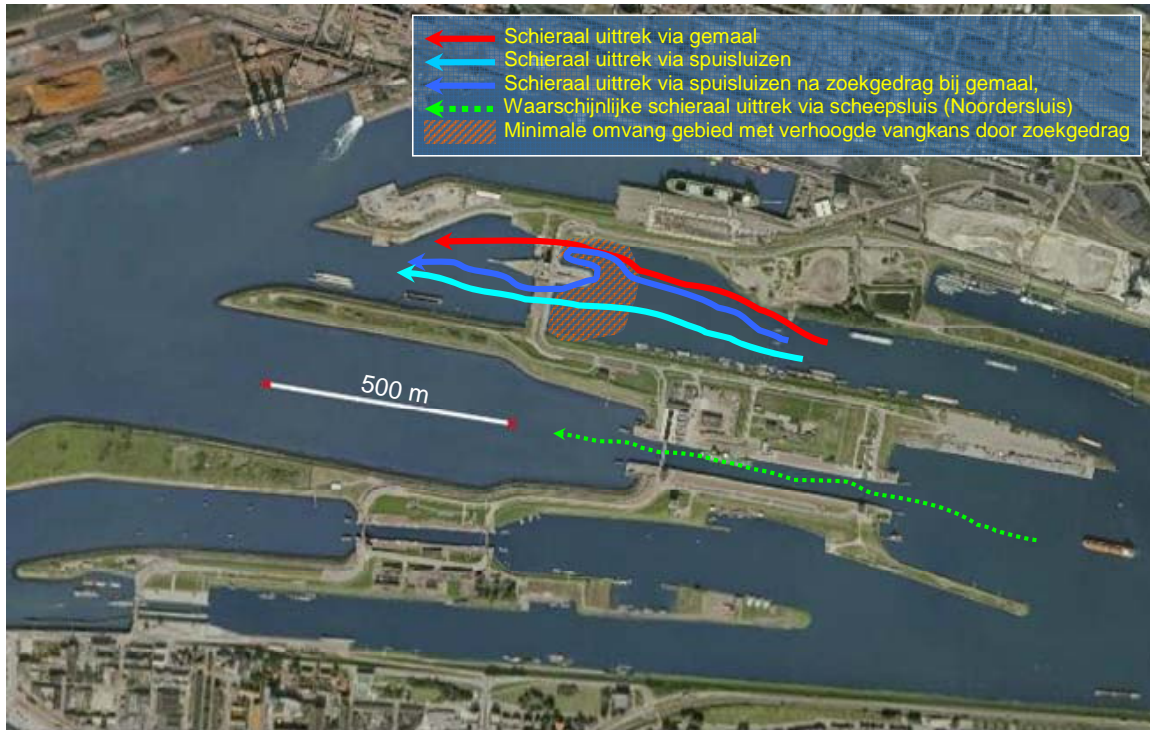 Schieraal uittrek via gemaal
Schieraal uittrek via spuisluizen
Schieraal uittrek via spuisluizen na zoekgedrag bij gemaal,
Waarschijnlijke schieraal uittrek via scheepsluis (Noordersluis)
Minimale omvang gebied met verhoogde vangkans door zoekgedrag
500 m